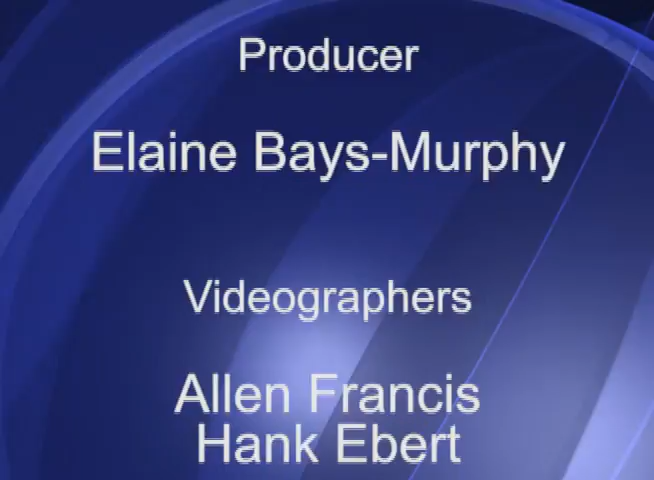 Producer
Elaine Bays-Murphy
Videographers
Allen Francis
Hank Ebert